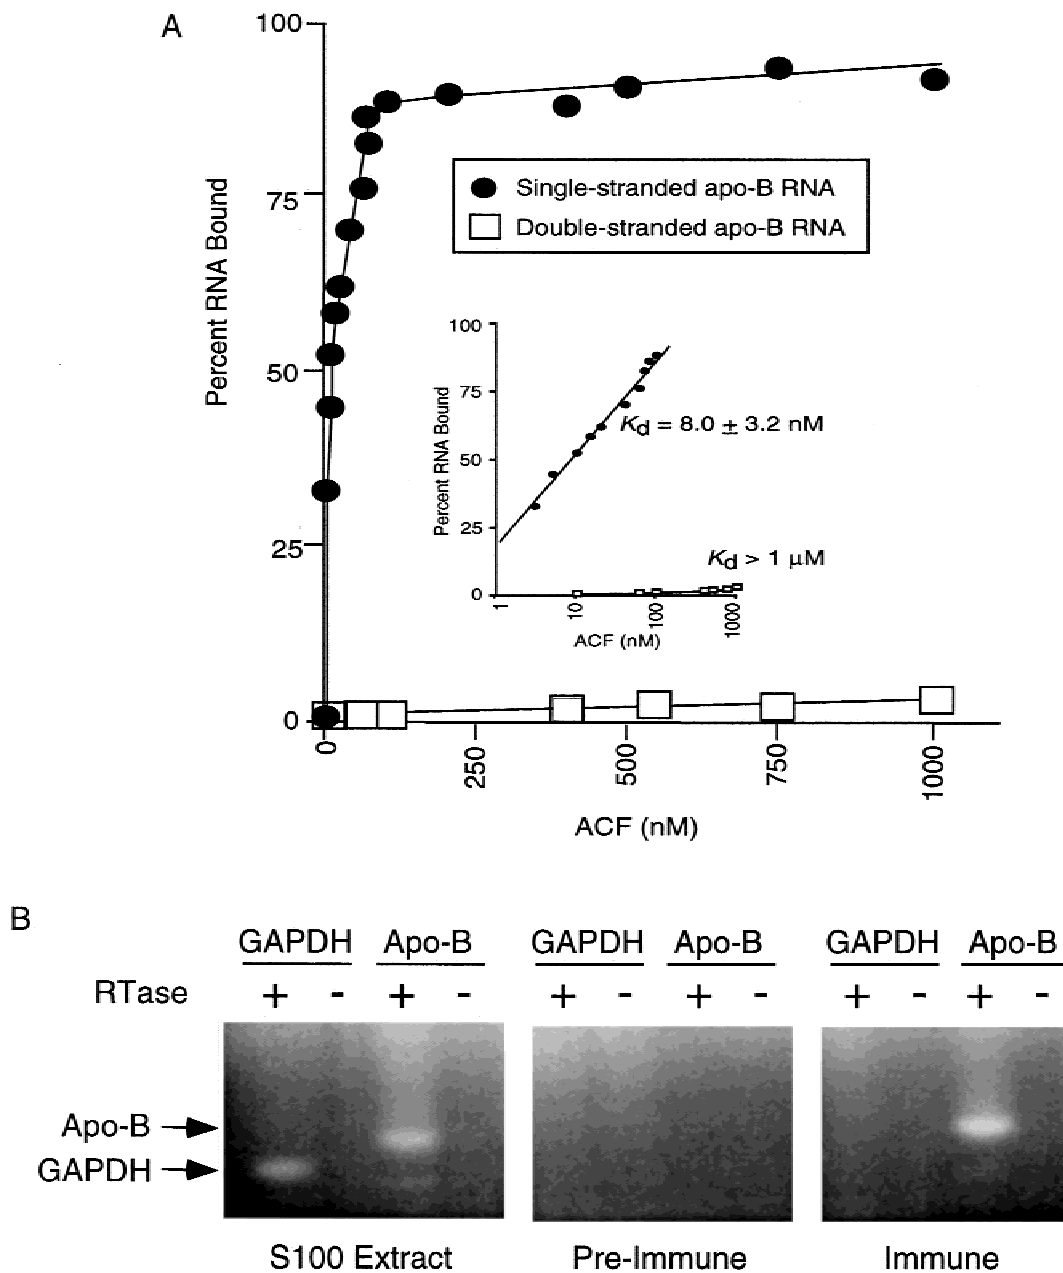 A
100
75
50
25
0
Percent RNA Bound
Single-stranded apo-B RNA
Double-stranded apo-B RNA
100
75
50
25
0
Percent RNA Bound
Kd = 8.0 ± 3.2 nM
Kd > 1 µM
1
10
100
1000
ACF (nM)
0
250
500
750
1000
ACF (nM)
B
GAPDH Apo-B GAPDH Apo-B GAPDH Apo-B
RTase + - + - + - + - + - + -
Apo-B
GAPDH
S100 Extract Pre-Immune Immune